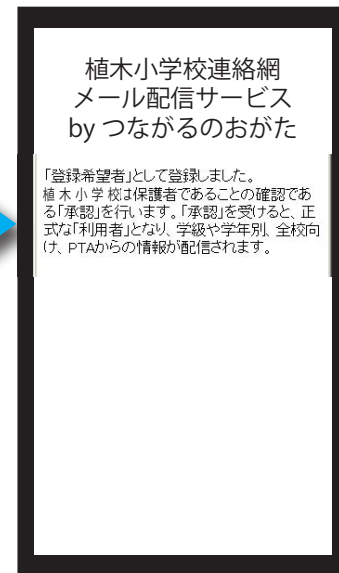 植木小学校連絡網
メール配信サービス
by つながるのおがた
「登録希望者」として登録しました。
植木小学校は保護者であることの確認であ
る「承認」を行います。「承認」を受けると、正
式な「利用者」となり、学級や学年別、全校向
け、PTAからの情報が配信されます。